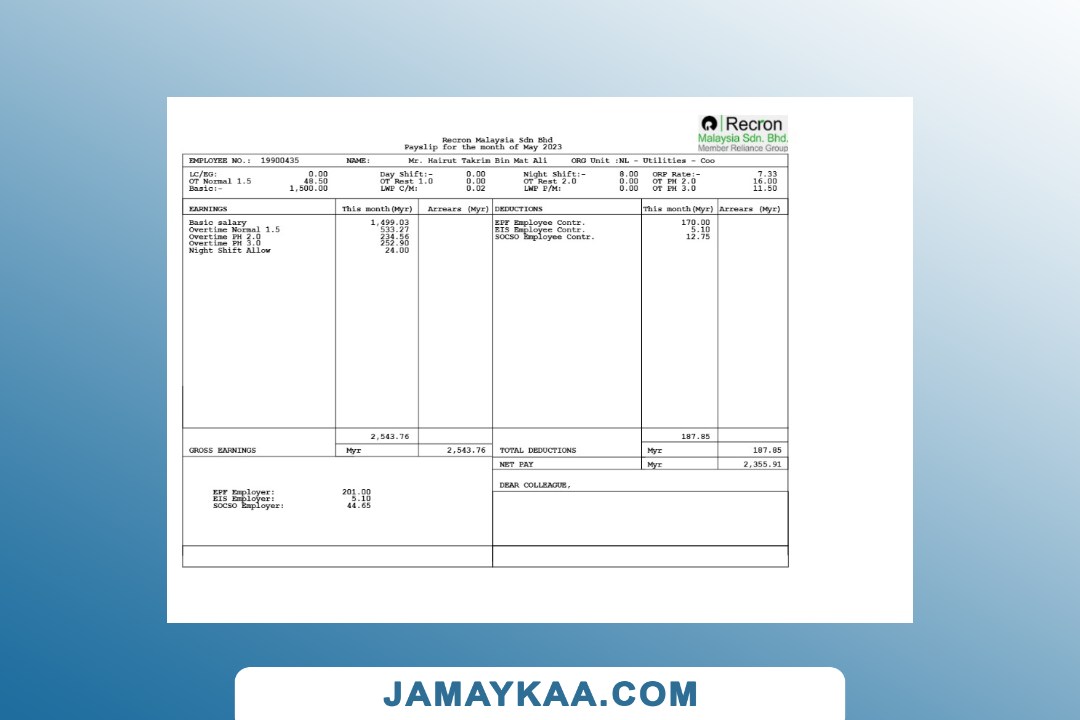 Recron
Malaysia Sdn. Bhd.
Member Reliance Group
Recron Malaysia Sdn Bhd
Payslip for the month of May 2023
EMPLOYEE NO.: 19900435 NAME: Mr. Hairut Takrim Bin Mat Ali ORG Unit :NL - Utilities - Coo
LC/EG: 0.00 Day Shift:- 0.00 Night Shift:- 8.00 ORP Rate:- 7.33
OT Normal 1.5 48.50 OT Rest 1.0 0.00 OT Rest 2.0 0.00 OT PH 2.0 16.00
Basic:- 1,500.00 LWP C/M: 0.02 LWP P/M: 0.00 OT PH 3.0 11.50
EARNINGS This month(Myr) Arrears (Myr) DEDUCTIONS This month(Myr) Arrears (Myr)
Basic salary 1,499.03 EPF Employee Contr. 170.00
Overtime Normal 1.5 533.27 EIS Employee Contr. 5.10
Overtime PH 2.0 234.56 SOCSO Employee Contr. 12.75
Overtime PH 3.0 252.90
Night Shift Allow 24.00
2,543.76 187.85
GROSS EARNINGS Myr 2,543.76 TOTAL DEDUCTIONS Myr 187.85
NET PAY Myr 2,355.91
DEAR COLLEAGUE,
EPF Employer: 201.00
EIS Employer: 5.10
SOCSO Employer: 44.65
JAMAYKAA.COM